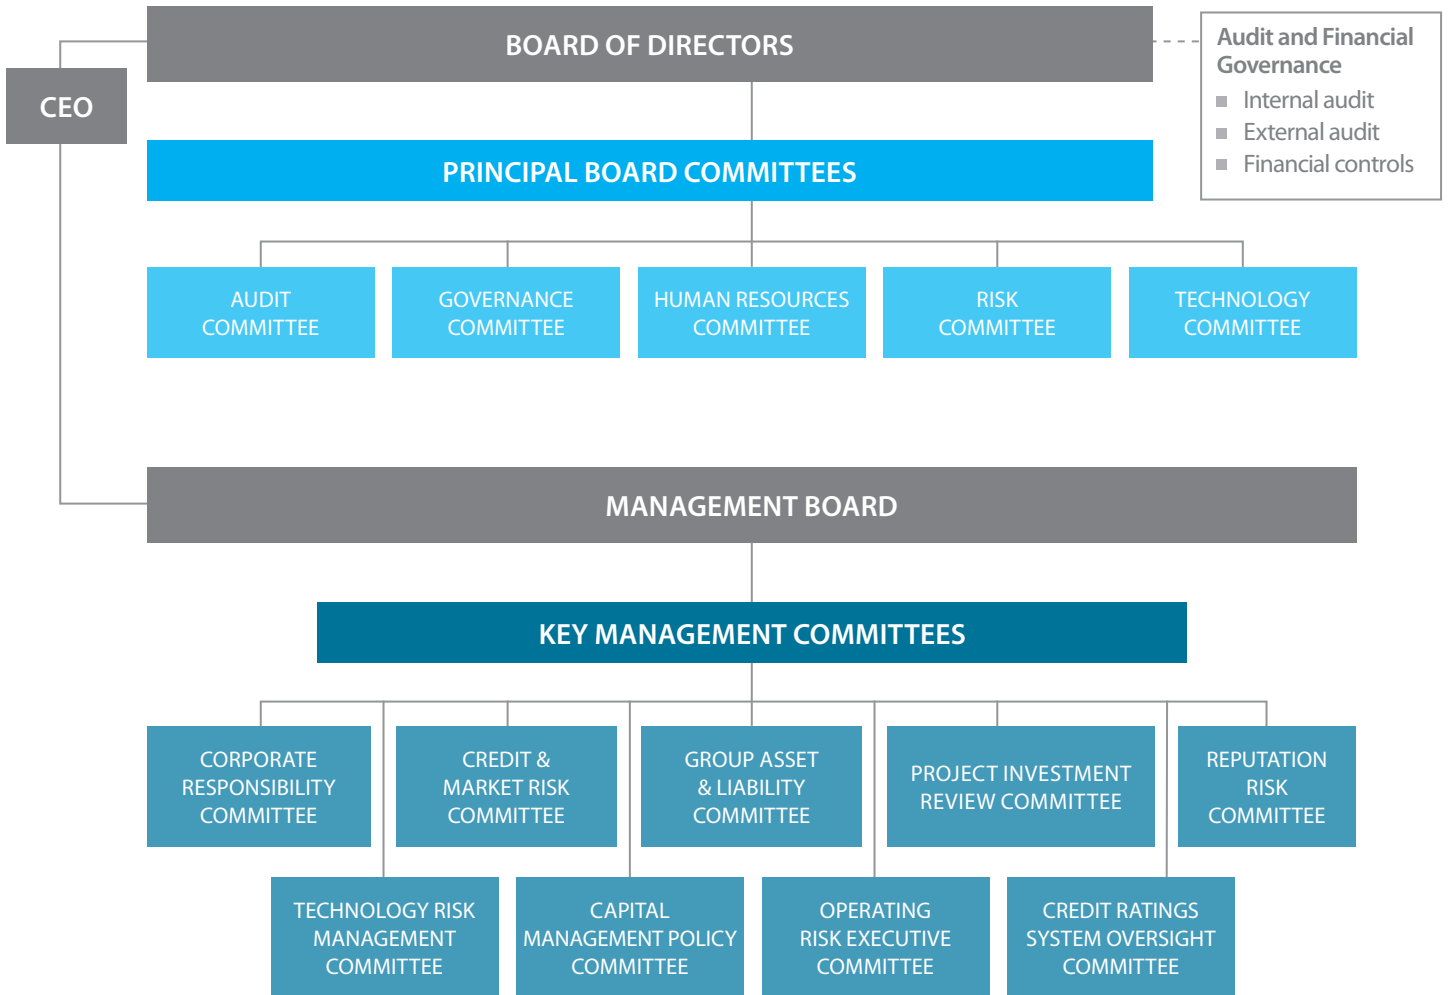 BOARD OF DIRECTORS
Audit and Financial
Governance
Internal audit
External audit
Financial controls
CEO
PRINCIPAL BOARD COMMITTEES
AUDIT
COMMITTEE
GOVERNANCE
COMMITTEE
HUMAN RESOURCES
COMMITTEE
RISK
COMMITTEE
TECHNOLOGY
COMMITTEE
MANAGEMENT BOARD
KEY MANAGEMENT COMMITTEES
CORPORATE
RESPONSIBILITY
COMMITTEE
CREDIT &
MARKET RISK
COMMITTEE
GROUP ASSET
& LIABILITY
COMMITTEE
PROJECT INVESTMENT
REVIEW COMMITTEE
REPUTATION
RISK
COMMITTEE
TECHNOLOGY RISK
MANAGEMENT
COMMITTEE
CAPITAL
MANAGEMENT POLICY
COMMITTEE
OPERATING
RISK EXECUTIVE
COMMITTEE
CREDIT RATINGS
SYSTEM OVERSIGHT
COMMITTEE